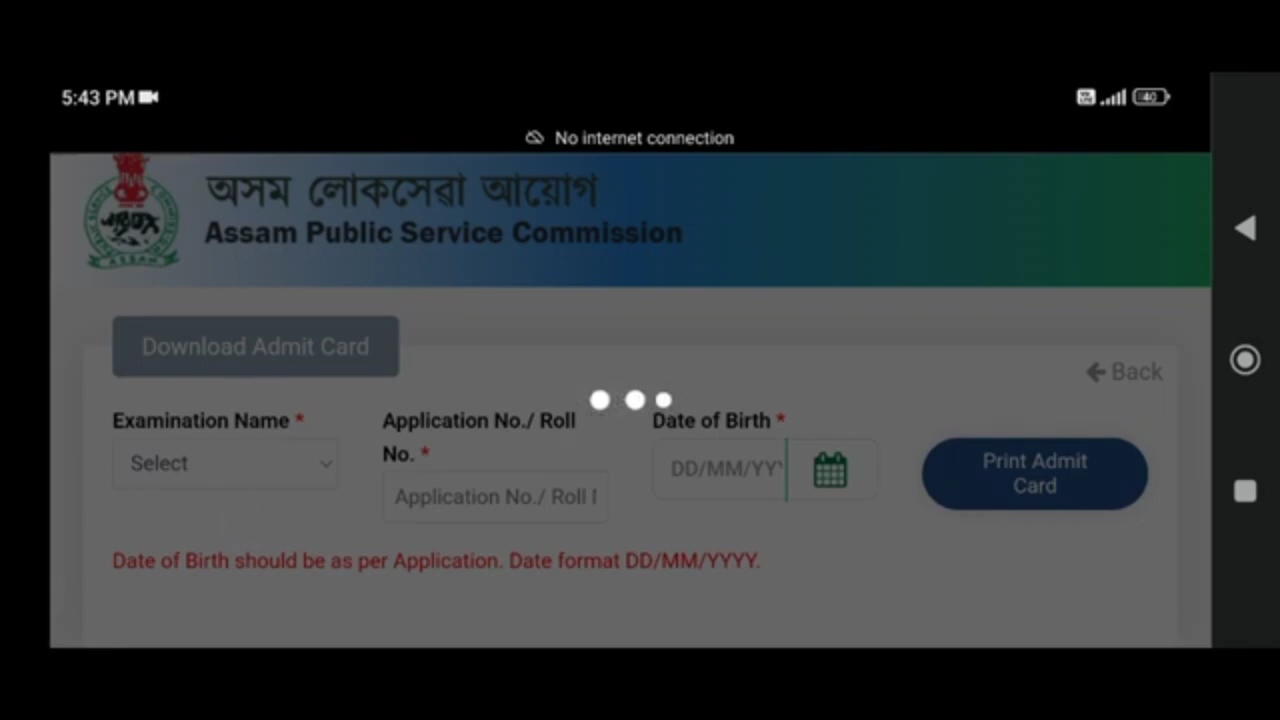 5:43 PM
40
No internet connection
অসম লোকসেৱা আয়োগ
Assam Public Service Commission
ASSAM
Download Admit Card
Back
Examination Name *
Select
Application No./ Roll
No. *
Application No./ Roll
Date of Birth *
DD/MM/YY
Print Admit
Card
Date of Birth should be as per Application. Date format DD/MM/YYYY.